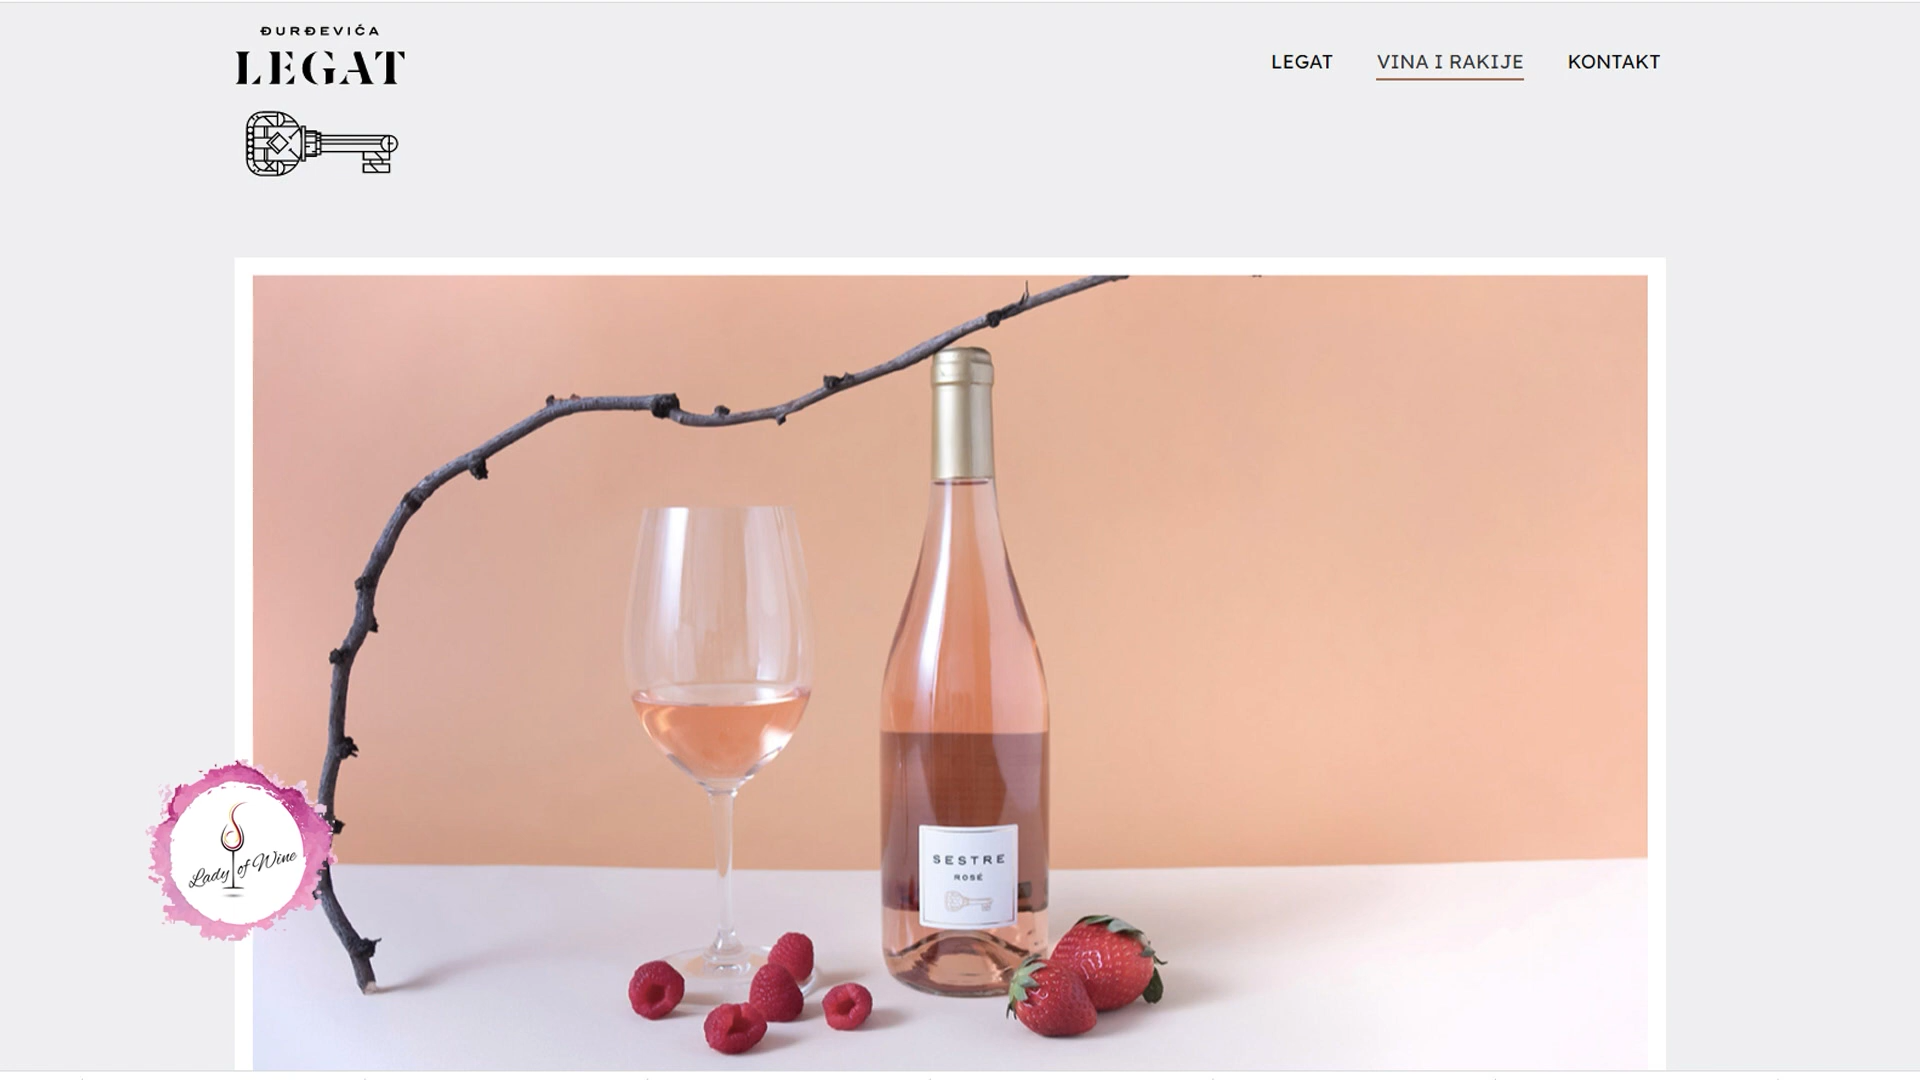 ĐURĐEVIĆA
LEGAT
LEGAT
VINA I RAKIJE
KONTAKT
SESTRE
ROSÉ
Lady of Wine